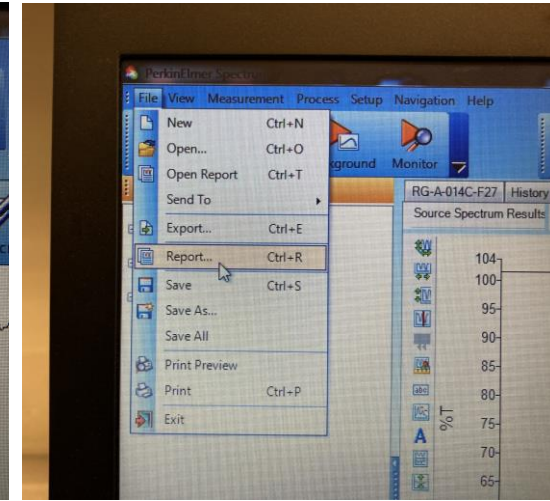 PerkinElmer Spectrum
File View Measurement Process Setup Navigation Help
New Ctrl+N
Open... Ctrl+O
Open Report Ctrl+T
Send To
Export... Ctrl+E
Report... Ctrl+R
Save Ctrl+S
Save As...
Save All
Print Preview
Print Ctrl+P
Exit
kground
Monitor
RG-A-014C-F27 History
Source Spectrum Results
104
100
95
90
85
80
75
70
65
%T
abc
A